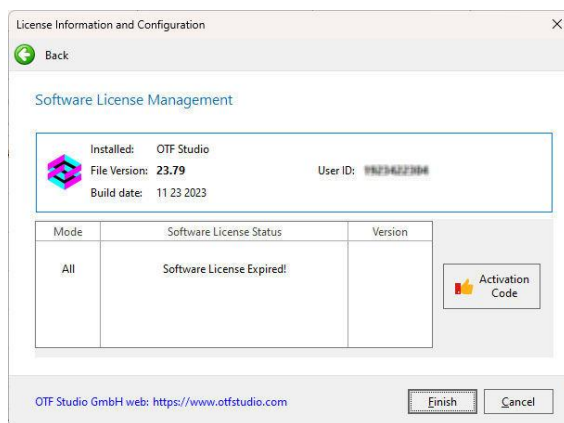 License Information and Configuration
Back
Software License Management
Installed: OTF Studio
File Version: 23.79 User ID:
Build date: 11 23 2023
Mode Software License Status Version
All Software License Expired!
Activation
Code
OTF Studio GmbH web: https://www.otfstudio.com
Finish Cancel